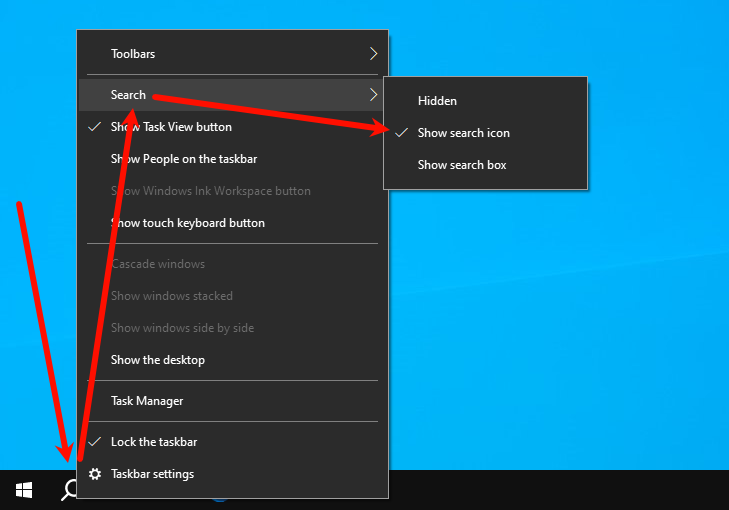 Toolbars
Search
Show Task View button
Show People on the taskbar
Show Windows Ink Workspace button
Show touch keyboard button
Cascade windows
Show windows stacked
Show windows side by side
Show the desktop
Task Manager
Lock the taskbar
Taskbar settings
Hidden
Show search icon
Show search box